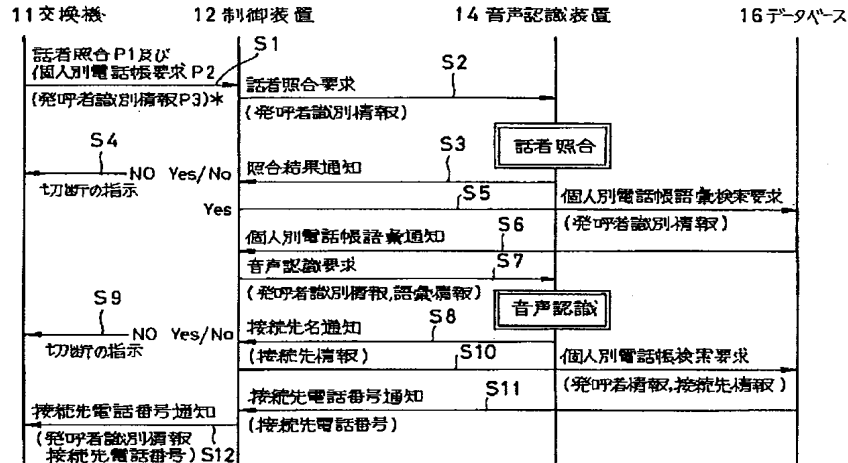 11 交換機
12 制御装置
14 音声認識装置
16 データベース
話者照合P1及び
個人別電話帳要求P2
(発呼者識別情報P3)*
S1
話者照合要求
S2
(発呼者識別情報)
話者照合
S4
NO Yes/No
切断の指示
照合結果通知
S3
Yes
S5
個人別電話帳語彙検索要求
(発呼者識別情報)
S6
個人別電話帳語彙通知
音声認識要求
S7
(発呼者識別情報,語彙情報)
音声認識
S9
NO Yes/No
切断の指示
接続先名通知
S8
(接続先情報)
S10
個人別電話帳検索要求
(発呼者情報,接続先情報)
接続先電話番号通知
S11
(接続先電話番号)
接続先電話番号通知
(発呼者識別情報
接続先電話番号) S12